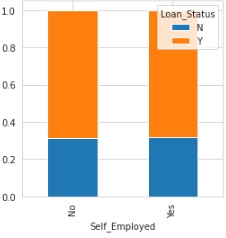 1.0
Loan_Status
N
Y
0.8
0.6
0.4
0.2
0.0
No
Yes
Self_Employed